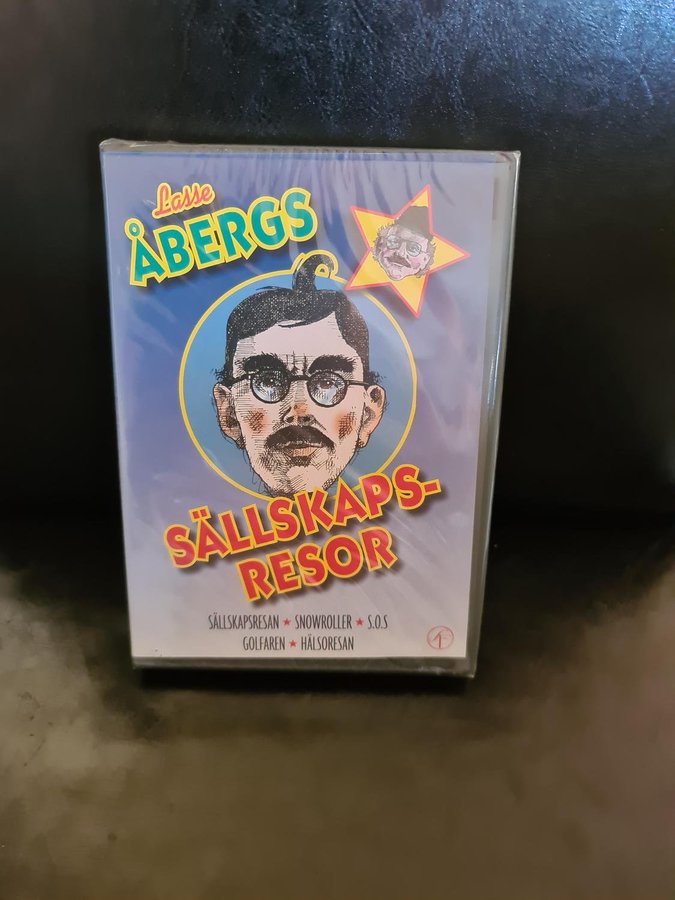 Lasse
ÅBERGS
SÄLLSKAPS-
RESOR
SÄLLSKAPSRESAN ★ SNOWROLLER ★ S.O.S
GOLFAREN ★ HÄLSORESAN